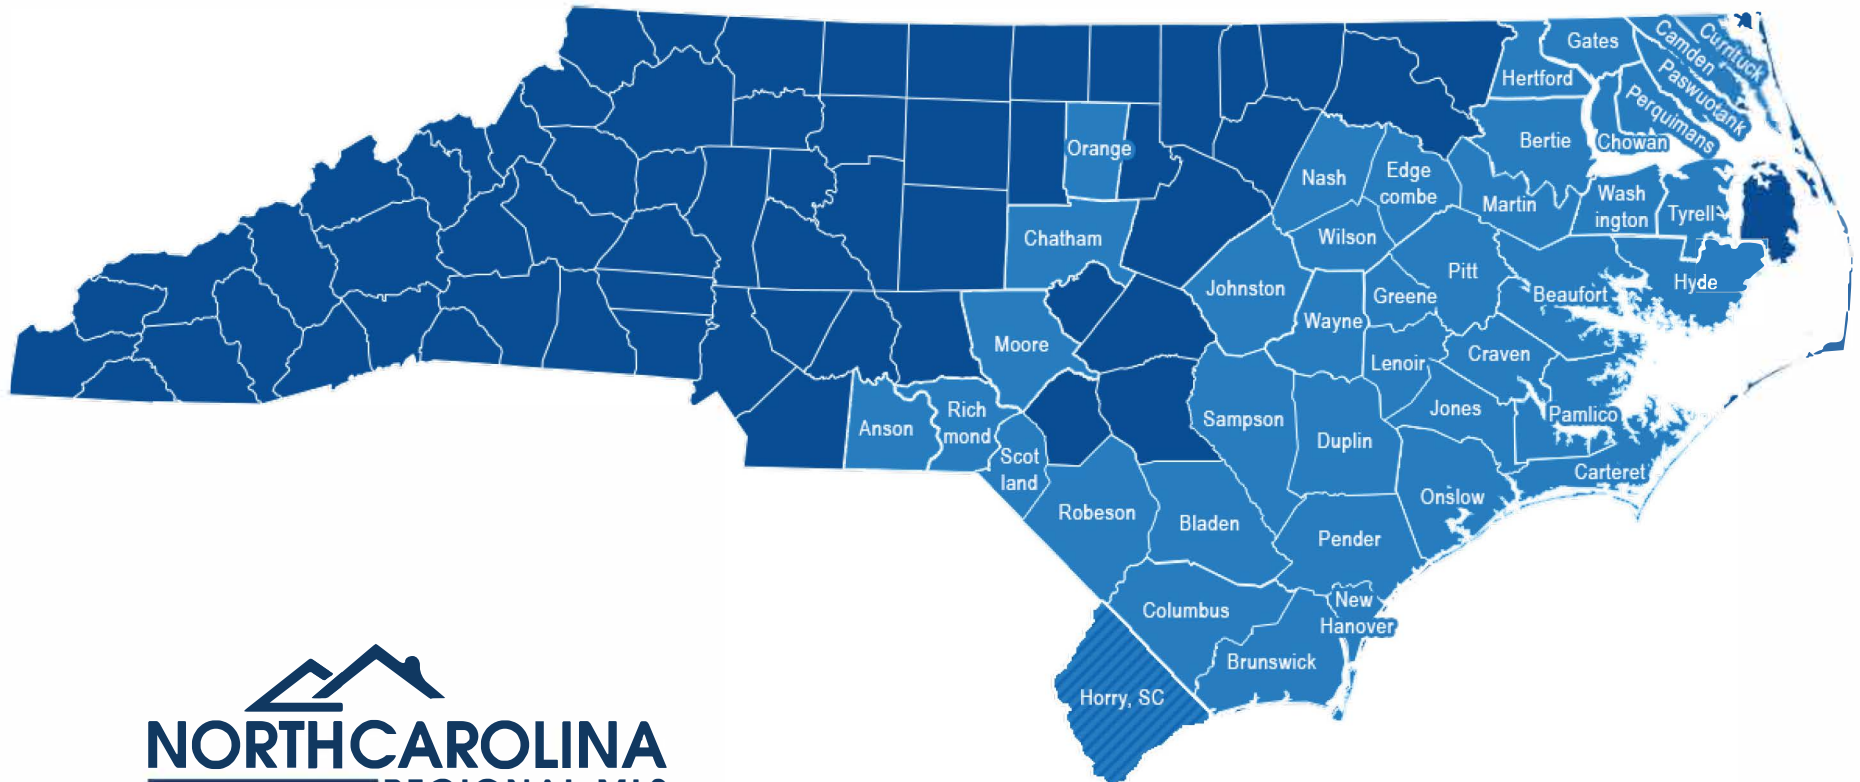 Gates
Camden
Currituck
Hertford
Paswuotank
Perquimans
Orange
Bertie
Chowan
Nash
Edge
combe
Martin
Wash
ington
Tyrell
Chatham
Wilson
Pitt
Hyde
Johnston
Greene
Beaufort
Wayne
Moore
Lenoir
Craven
Anson
Rich
mond
Sampson
Duplin
Jones
Pamlico
Scot
land
Carteret
Onslow
Robeson
Bladen
Pender
New
Hanover
Columbus
Brunswick
Horry, SC
NORTHCAROLINA
REGIONAL MLS